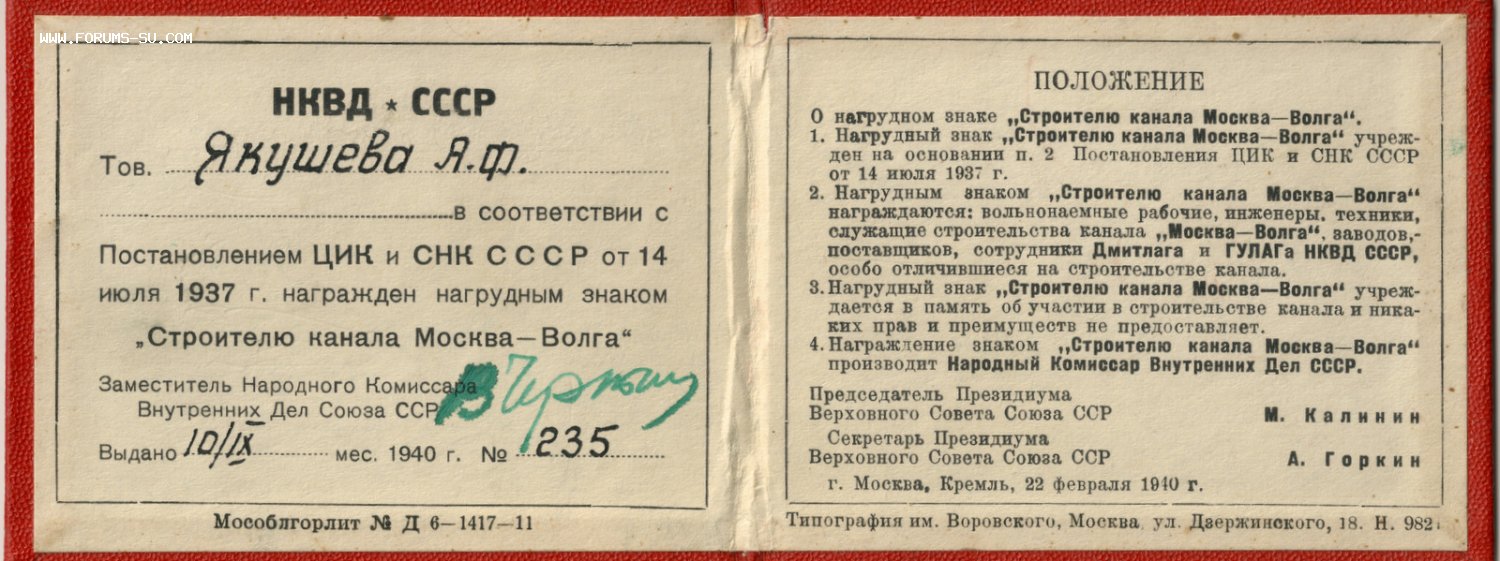 WWW.FORUMS-SU.COM
НКВД ★ СССР
Тов. Якушева А.Ф.
в соответствии с
Постановлением ЦИК и СНК СССР от 14
июля 1937 г. награжден нагрудным знаком
„Строителю канала Москва—Волга“
Заместитель Народного Комиссара
Внутренних Дел Союза ССР
Выдано 10/IX мес. 1940 г. № 235
Мособлгорлит № Д 6—1417—11
ПОЛОЖЕНИЕ
О нагрудном знаке „Строителю канала Москва—Волга“.
1. Нагрудный знак „Строителю канала Москва—Волга“ учреж-
ден на основании п. 2 Постановления ЦИК и СНК СССР
от 14 июля 1937 г.
2. Нагрудным знаком „Строителю канала Москва—Волга“
награждаются: вольнонаемные рабочие, инженеры. техники,
служащие строительства канала „Москва—Волга“, заводов,-
поставщиков, сотрудники Дмитлага и ГУЛАГа НКВД СССР,
особо отличившиеся на строительстве канала.
3. Нагрудный знак „Строителю канала Москва—Волга“ учреж-
дается в память об участии в строительстве канала и ника-
ких прав и преимуществ не предоставляет.
4. Награждение знаком „Строителю канала Москва—Волга“
производит Народный Комиссар Внутренних Дел СССР.
Председатель Президиума
Верховного Совета Союза ССР М. Калинин
Секретарь Президиума
Верховного Совета Союза ССР А. Горкин
г. Москва, Кремль, 22 февраля 1940 г.
Типография им. Воровского, Москва ул. Дзержинского, 18. Н. 982